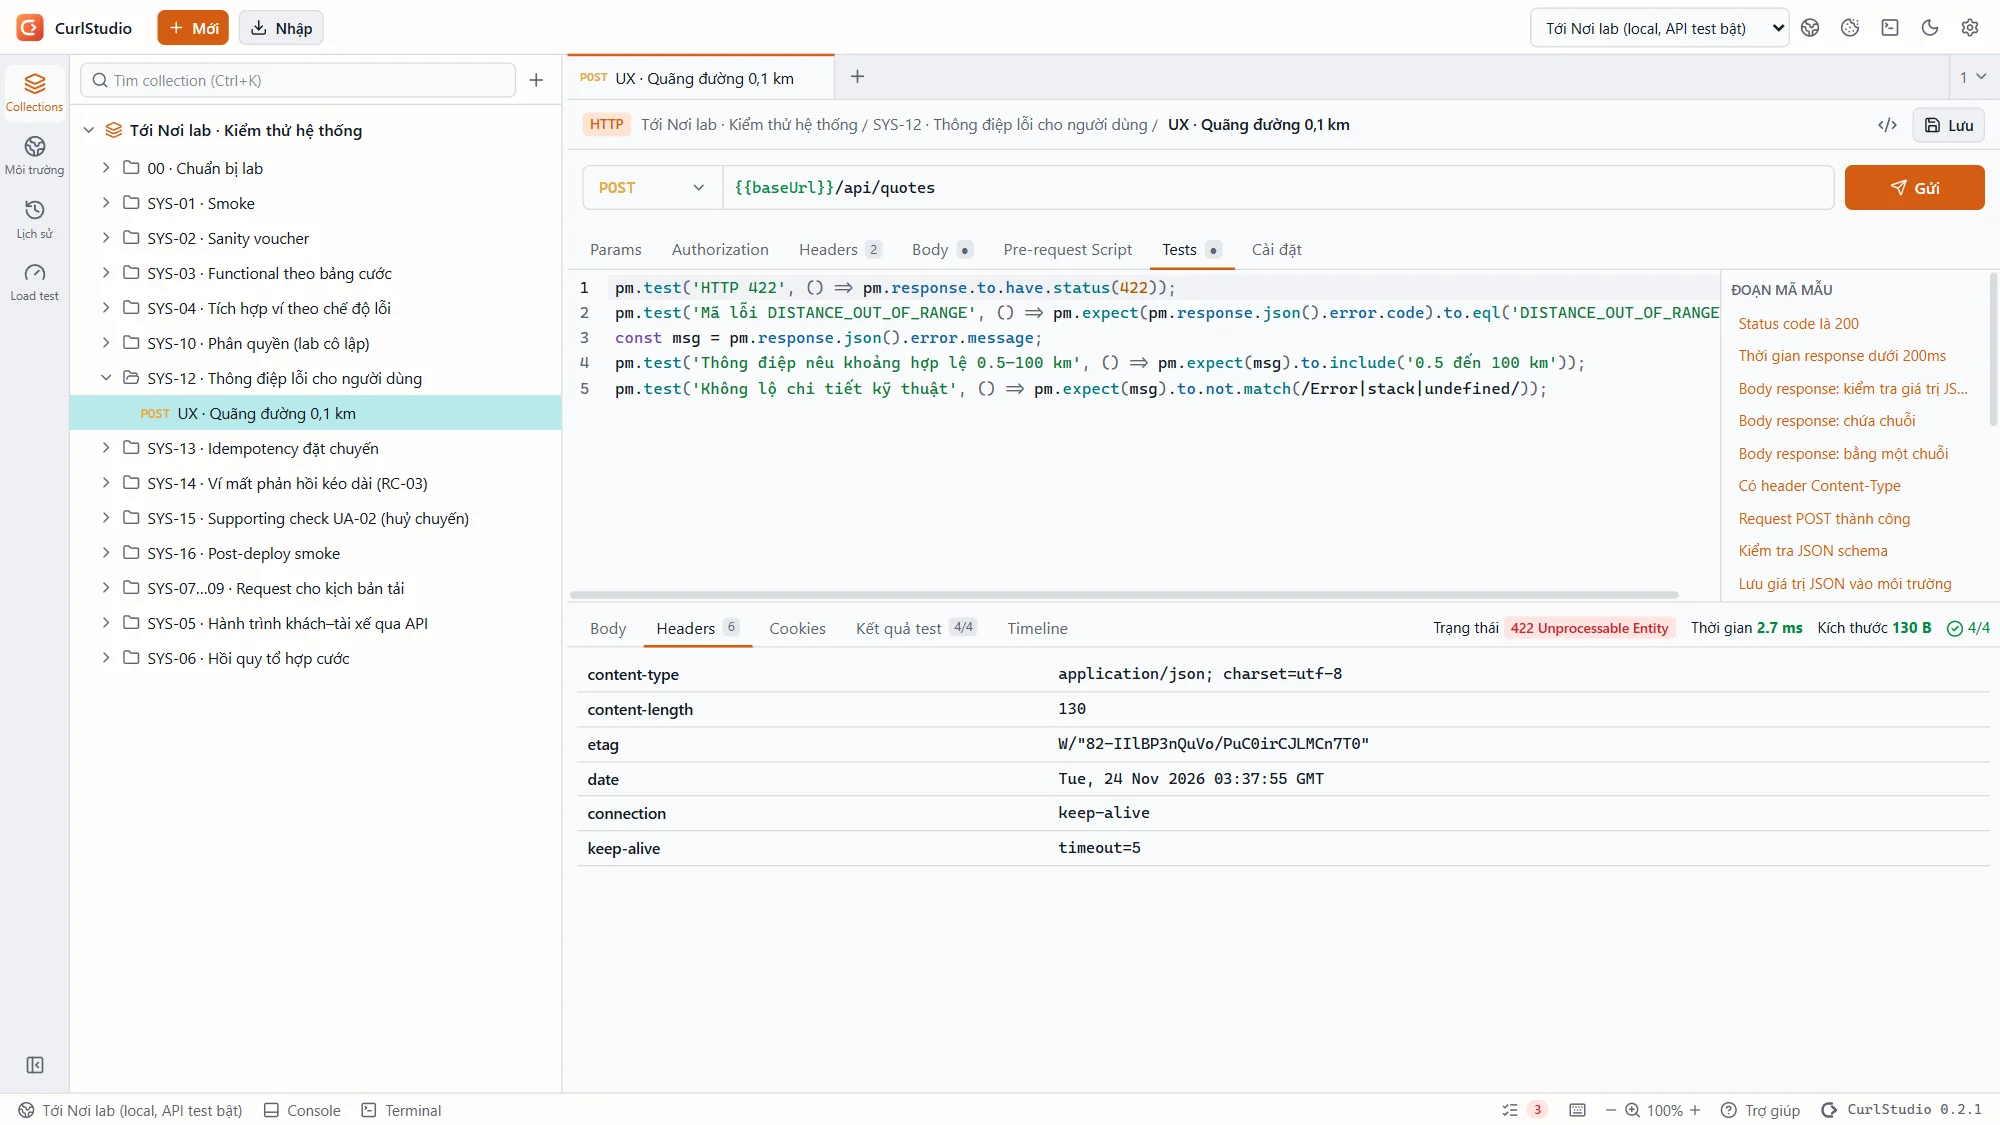 CurlStudio
Mới
Nhập
Tới Nơi lab (local, API test bật)
Collections
Môi trường
Lịch sử
Load test
Tìm collection (Ctrl+K)
Tới Nơi lab · Kiểm thử hệ thống
00 · Chuẩn bị lab
SYS-01 · Smoke
SYS-02 · Sanity voucher
SYS-03 · Functional theo bảng cước
SYS-04 · Tích hợp ví theo chế độ lỗi
SYS-10 · Phân quyền (lab cô lập)
SYS-12 · Thông điệp lỗi cho người dùng
POST UX · Quãng đường 0,1 km
SYS-13 · Idempotency đặt chuyến
SYS-14 · Ví mất phản hồi kéo dài (RC-03)
SYS-15 · Supporting check UA-02 (huỷ chuyến)
SYS-16 · Post-deploy smoke
SYS-07…09 · Request cho kịch bản tải
SYS-05 · Hành trình khách–tài xế qua API
SYS-06 · Hồi quy tổ hợp cước
POST UX · Quãng đường 0,1 km
1
HTTP Tới Nơi lab · Kiểm thử hệ thống / SYS-12 · Thông điệp lỗi cho người dùng / UX · Quãng đường 0,1 km
</> Lưu
POST {{baseUrl}}/api/quotes
Gửi
Params Authorization Headers 2 Body Pre-request Script Tests Cài đặt
1 pm.test('HTTP 422', () => pm.response.to.have.status(422));
2 pm.test('Mã lỗi DISTANCE_OUT_OF_RANGE', () => pm.expect(pm.response.json().error.code).to.eql('DISTANCE_OUT_OF_RANGE
3 const msg = pm.response.json().error.message;
4 pm.test('Thông điệp nêu khoảng hợp lệ 0.5–100 km', () => pm.expect(msg).to.include('0.5 đến 100 km'));
5 pm.test('Không lộ chi tiết kỹ thuật', () => pm.expect(msg).to.not.match(/Error|stack|undefined/));
ĐOẠN MÃ MẪU
Status code là 200
Thời gian response dưới 200ms
Body response: kiểm tra giá trị JS...
Body response: chứa chuỗi
Body response: bằng một chuỗi
Có header Content-Type
Request POST thành công
Kiểm tra JSON schema
Lưu giá trị JSON vào môi trường
Body Headers 6 Cookies Kết quả test 4/4 Timeline
Trạng thái 422 Unprocessable Entity Thời gian 2.7 ms Kích thước 130 B 4/4
content-type application/json; charset=utf-8
content-length 130
etag W/"82-IIlBP3nQuVo/PuC0irCJLMCn7T0"
date Tue, 24 Nov 2026 03:37:55 GMT
connection keep-alive
keep-alive timeout=5
Tới Nơi lab (local, API test bật) Console Terminal
3 100% Trợ giúp CurlStudio 0.2.1